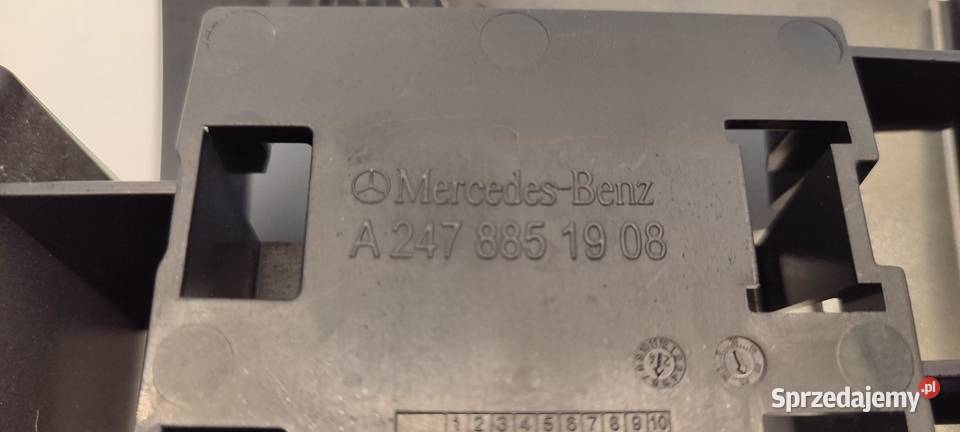 Mercedes-Benz
A 247 885 19 08
1 2 3 4 5 6 7 8 9 10
Sprzedajemy.pl